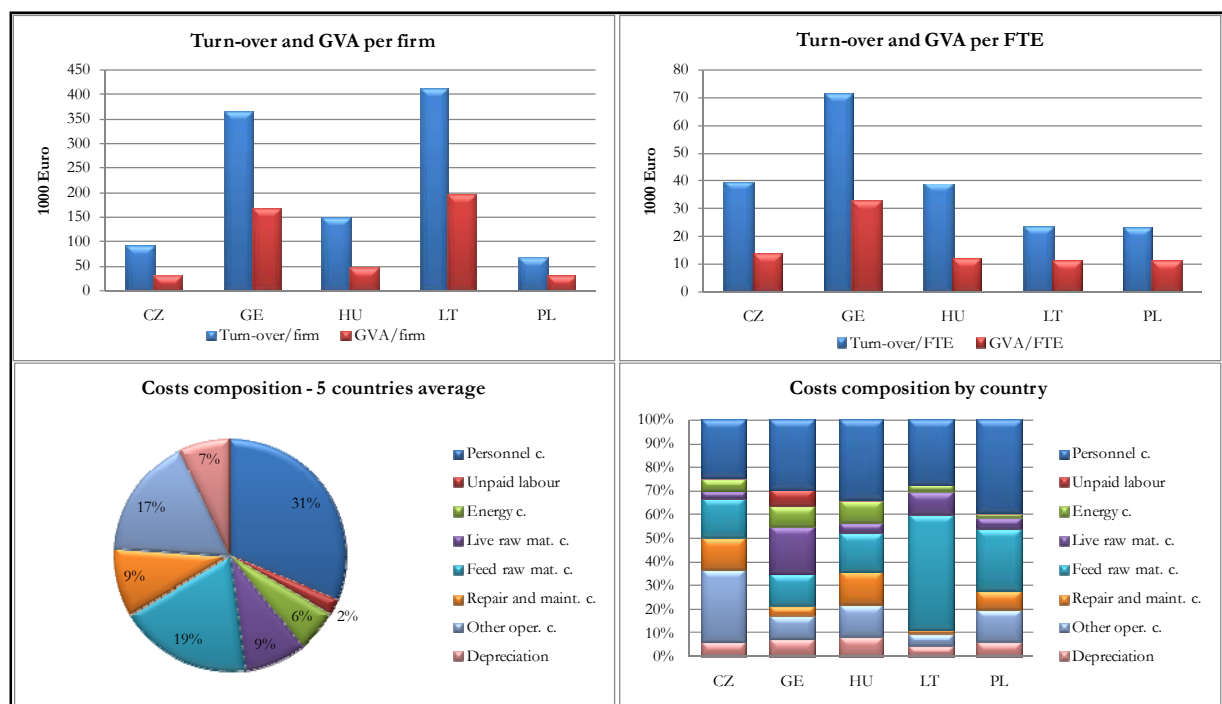 Turn-over and GVA per firm
1000 Euro
450
400
350
300
250
200
150
100
50
0
CZ GE HU LT PL
Turn-over/firm GVA/firm
Turn-over and GVA per FTE
1000 Euro
80
70
60
50
40
30
20
10
0
CZ GE HU LT PL
Turn-over/FTE GVA/FTE
Costs composition - 5 countries average
31%
2%
6%
9%
19%
9%
17%
7%
Personnel c.
Unpaid labour
Energy c.
Live raw mat. c.
Feed raw mat. c.
Repair and maint. c.
Other oper. c.
Depreciation
Costs composition by country
100%
90%
80%
70%
60%
50%
40%
30%
20%
10%
0%
CZ GE HU LT PL
Personnel c.
Unpaid labour
Energy c.
Live raw mat. c.
Feed raw mat. c.
Repair and maint. c.
Other oper. c.
Depreciation